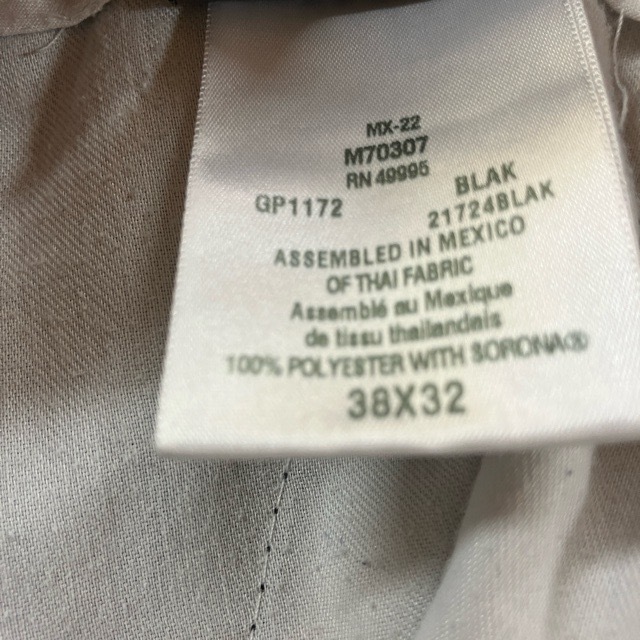 MX-22
M70307
RN 49995
GP1172 BLAK
21724BLAK
ASSEMBLED IN MEXICO
OF THAI FABRIC
Assemblé au Mexique
de tissu thaïlandais
100% POLYESTER WITH SORONA®
38X32